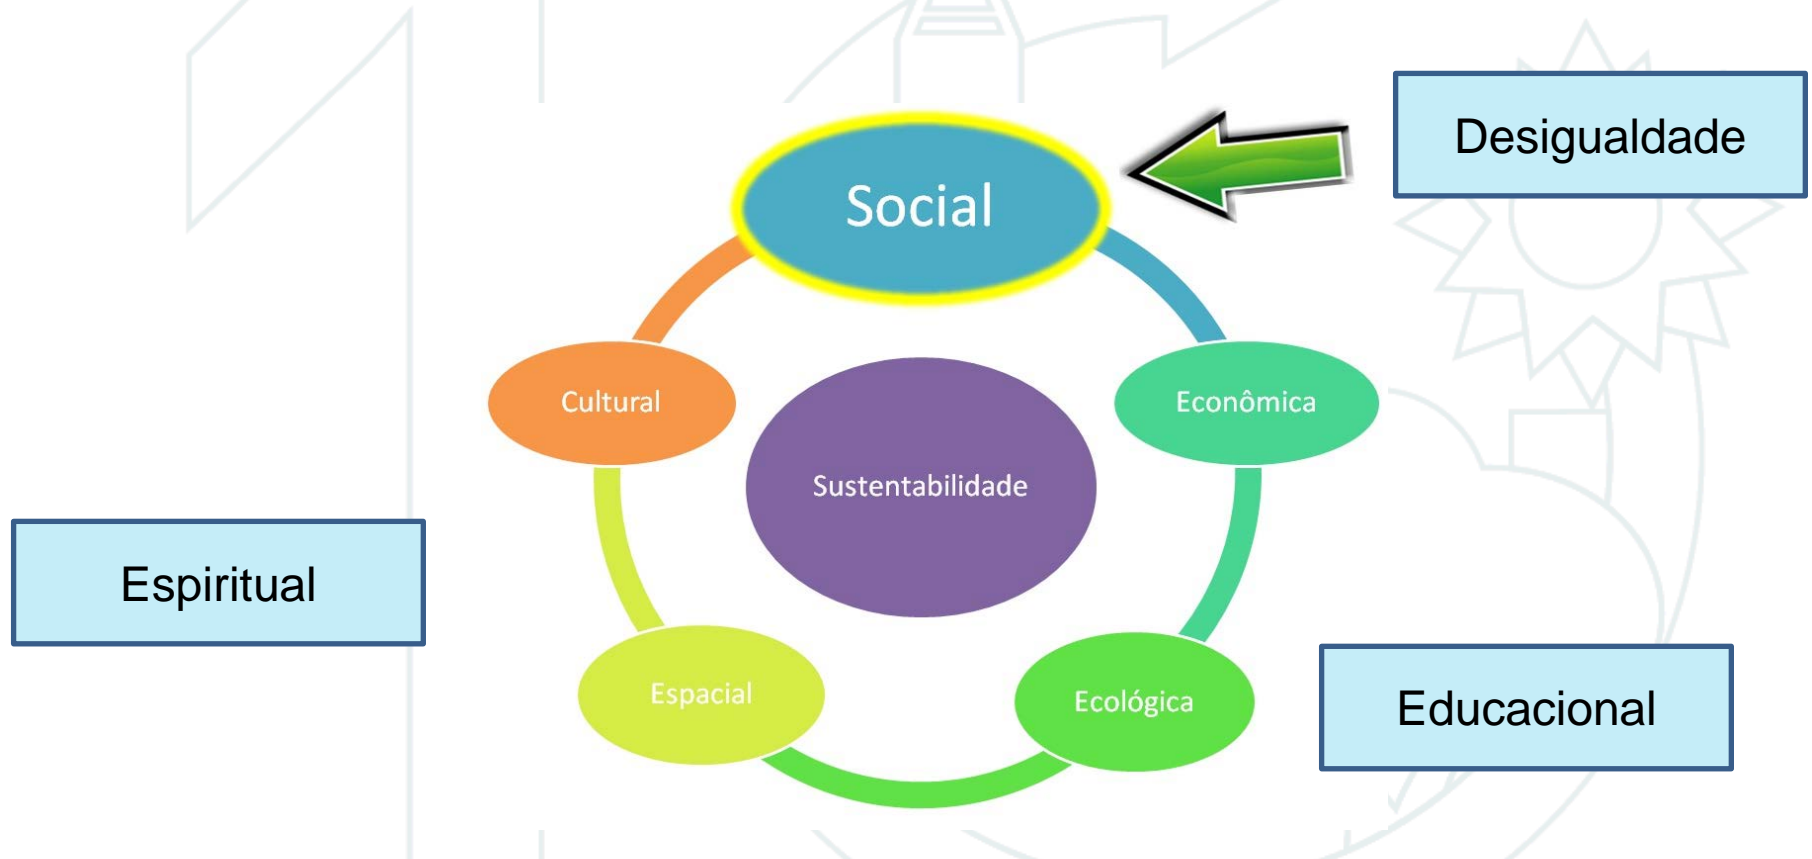 Desigualdade
Social
Cultural
Econômica
Sustentabilidade
Espiritual
Espacial
Ecológica
Educacional